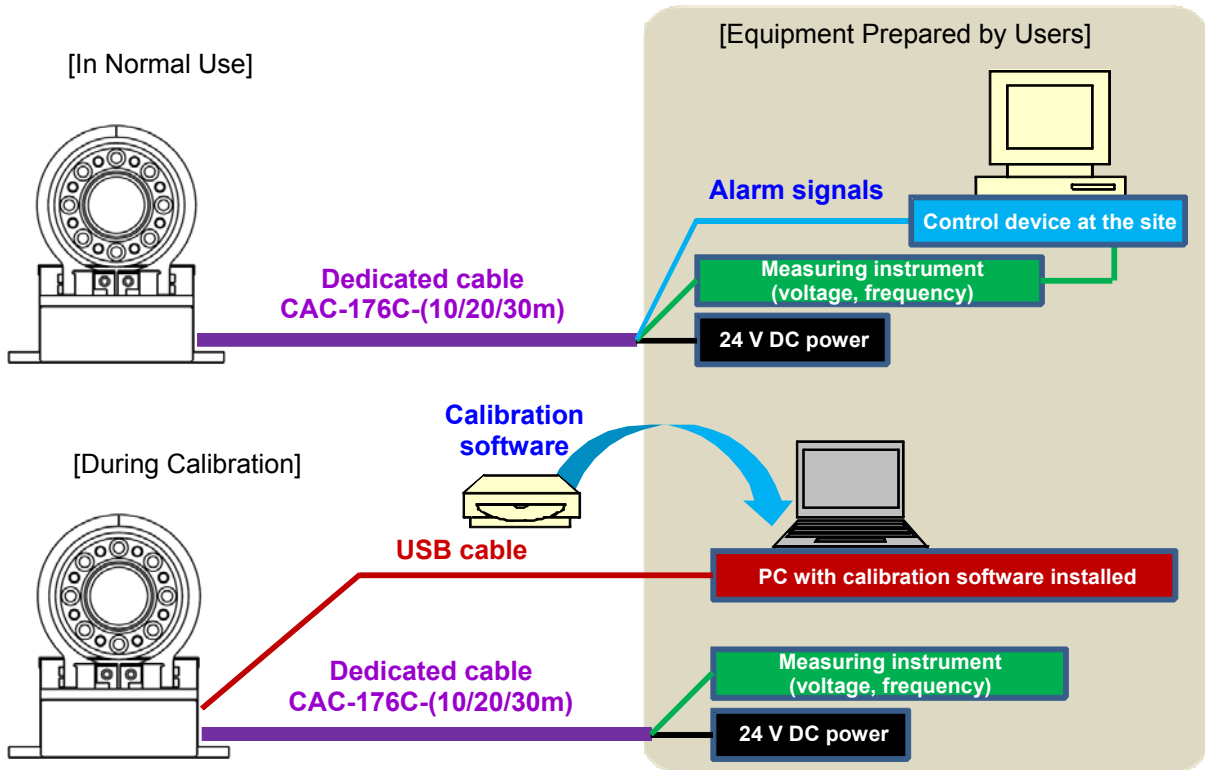 [Equipment Prepared by Users]
[In Normal Use]
Alarm signals
Control device at the site
Dedicated cable
CAC-176C-(10/20/30m)
Measuring instrument
(voltage, frequency)
24 V DC power
Calibration
software
[During Calibration]
USB cable
PC with calibration software installed
Dedicated cable
CAC-176C-(10/20/30m)
Measuring instrument
(voltage, frequency)
24 V DC power